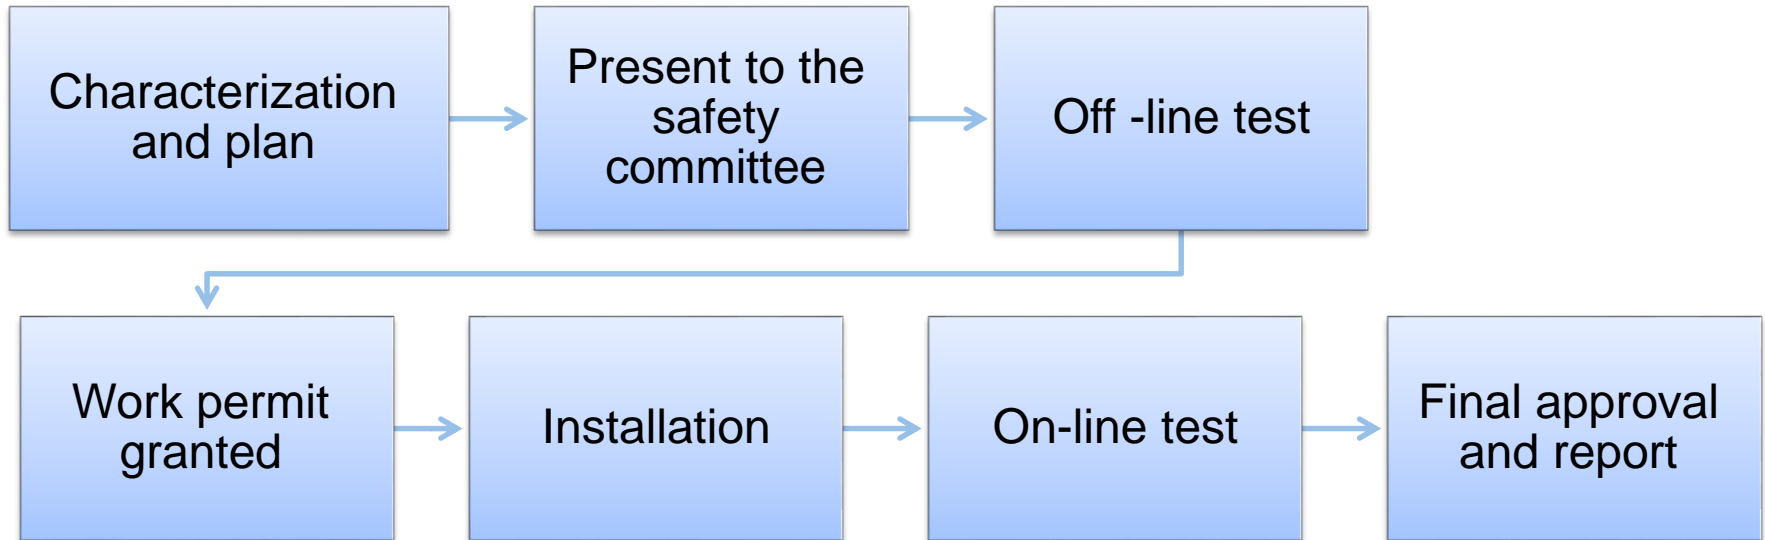 Characterization
and plan
Present to the
safety
committee
Off -line test
Work permit
granted
Installation
On-line test
Final approval
and report